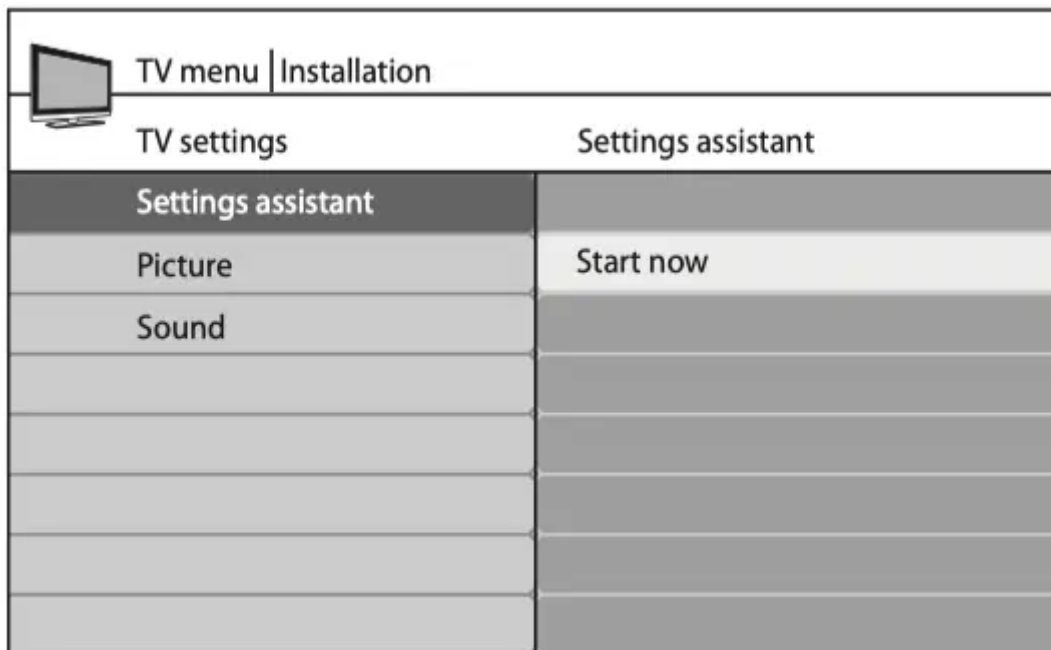 TV menu | Installation
TV settings
Settings assistant
Settings assistant
Picture
Start now
Sound